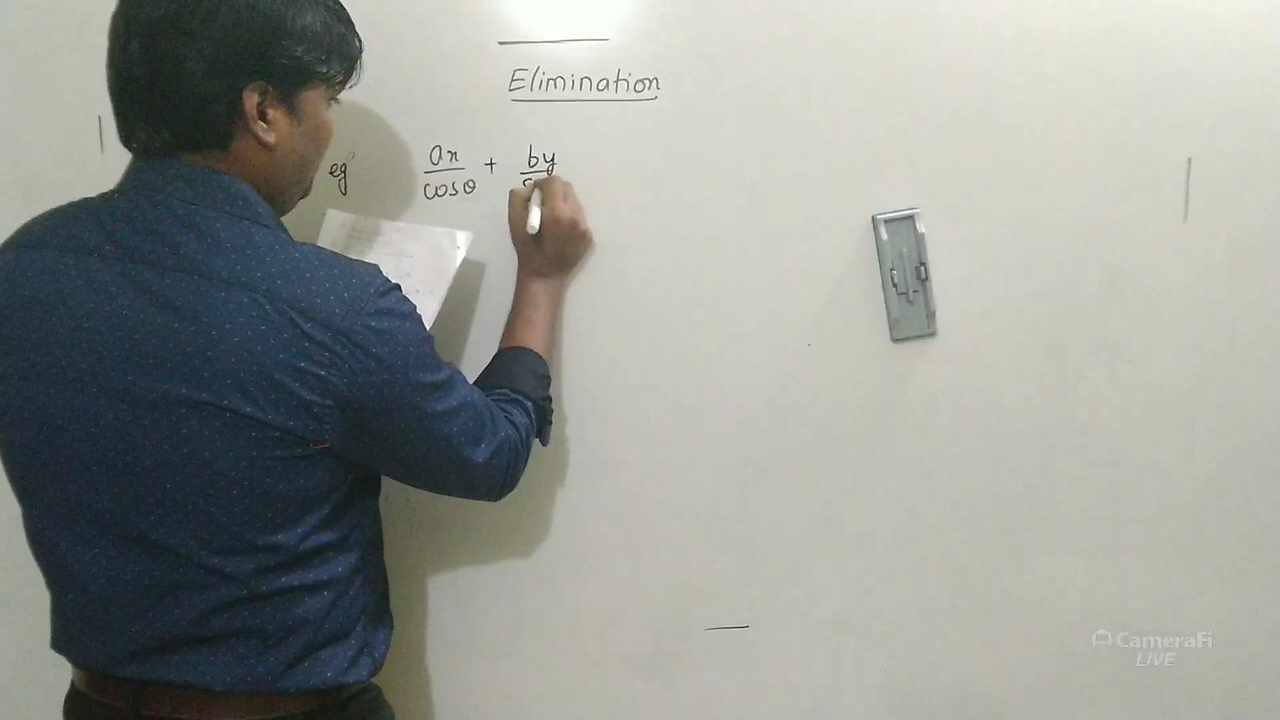 Elimination
eg ax/cosθ + by/
CameraFi
LIVE